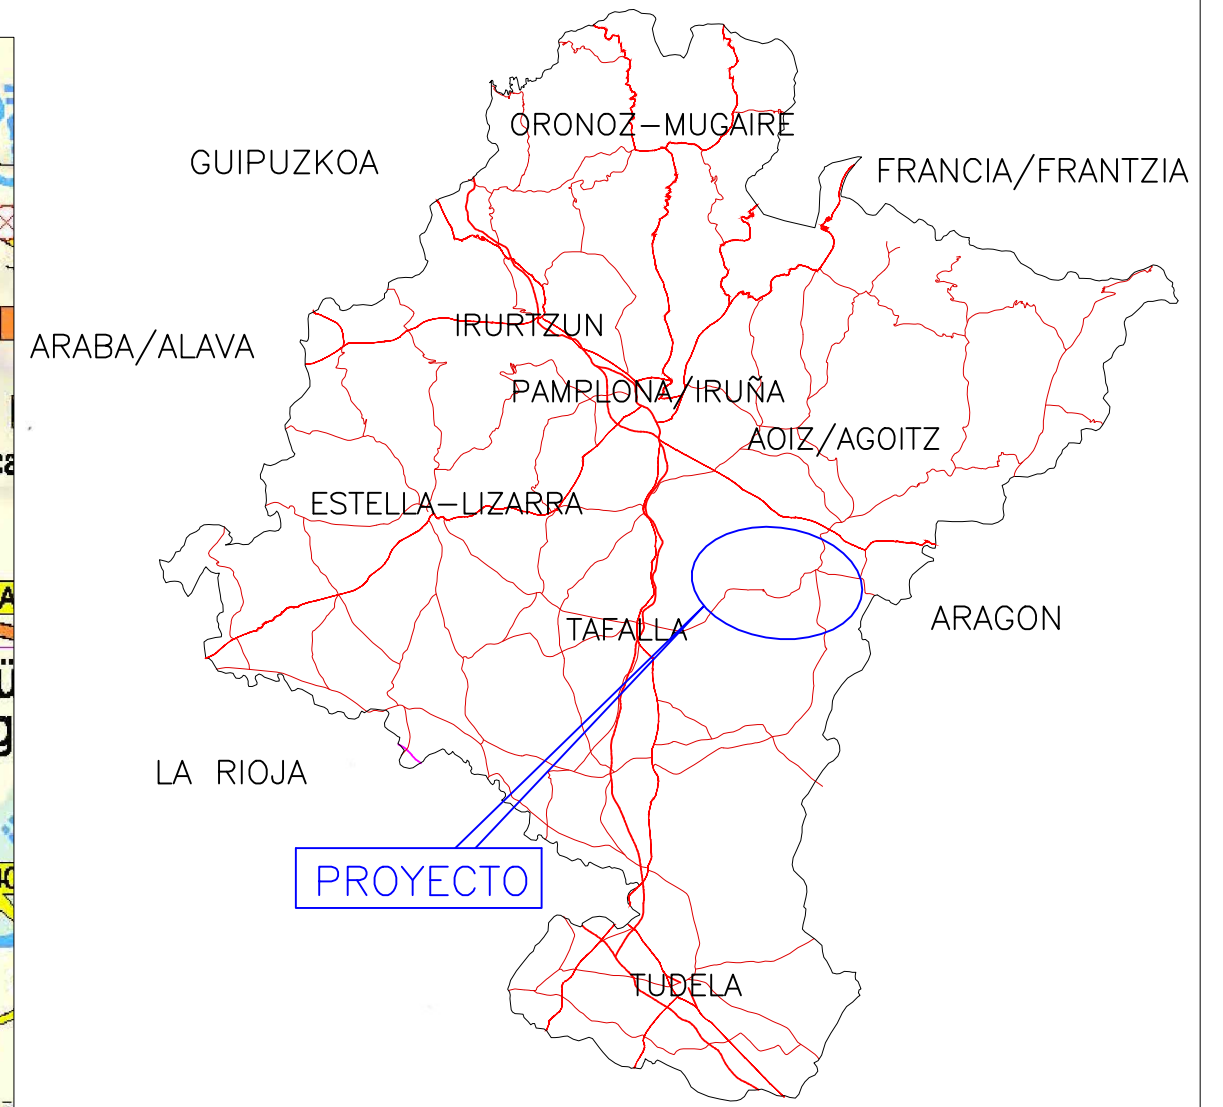 ORONOZ-MUGAIRE
GUIPUZKOA
FRANCIA/FRANTZIA
IRURTZUN
ARABA/ALAVA
PAMPLONA/IRUÑA
AOIZ/AGOITZ
ESTELLA-LIZARRA
ARAGON
TAFALLA
LA RIOJA
PROYECTO
TUDELA